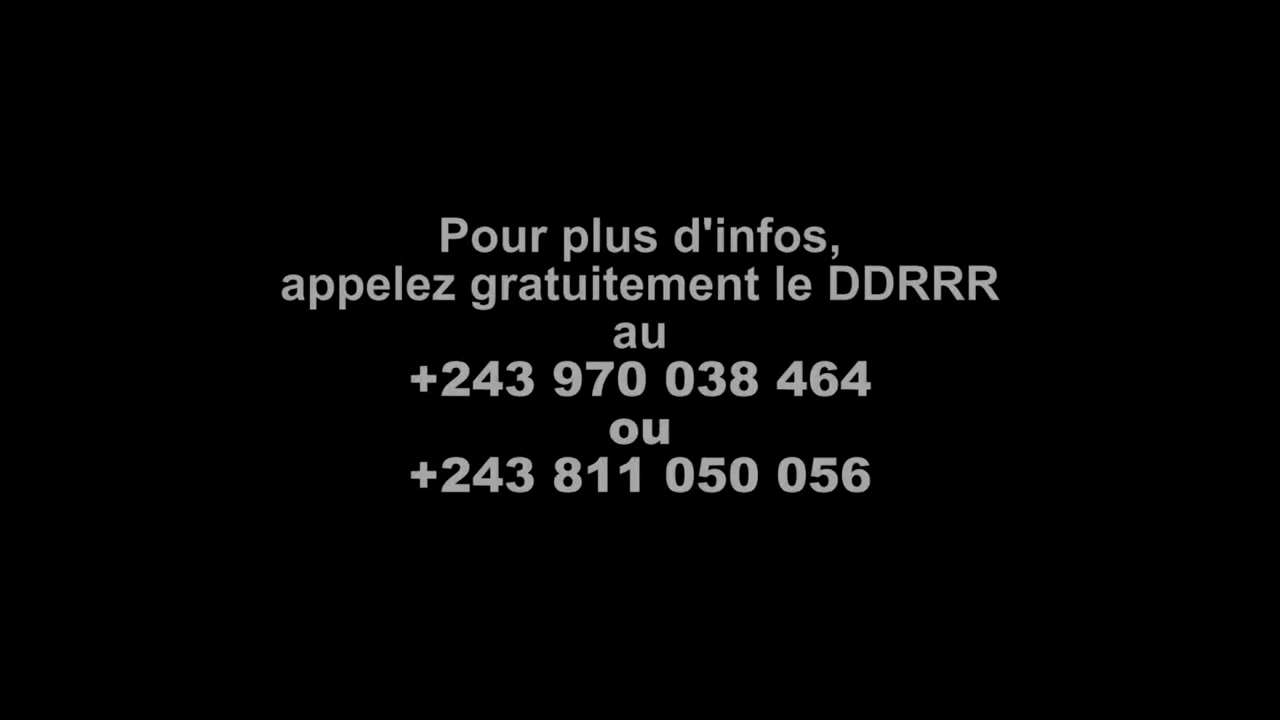 Pour plus d'infos,
appelez gratuitement le DDRRR
au
+243 970 038 464
ou
+243 811 050 056